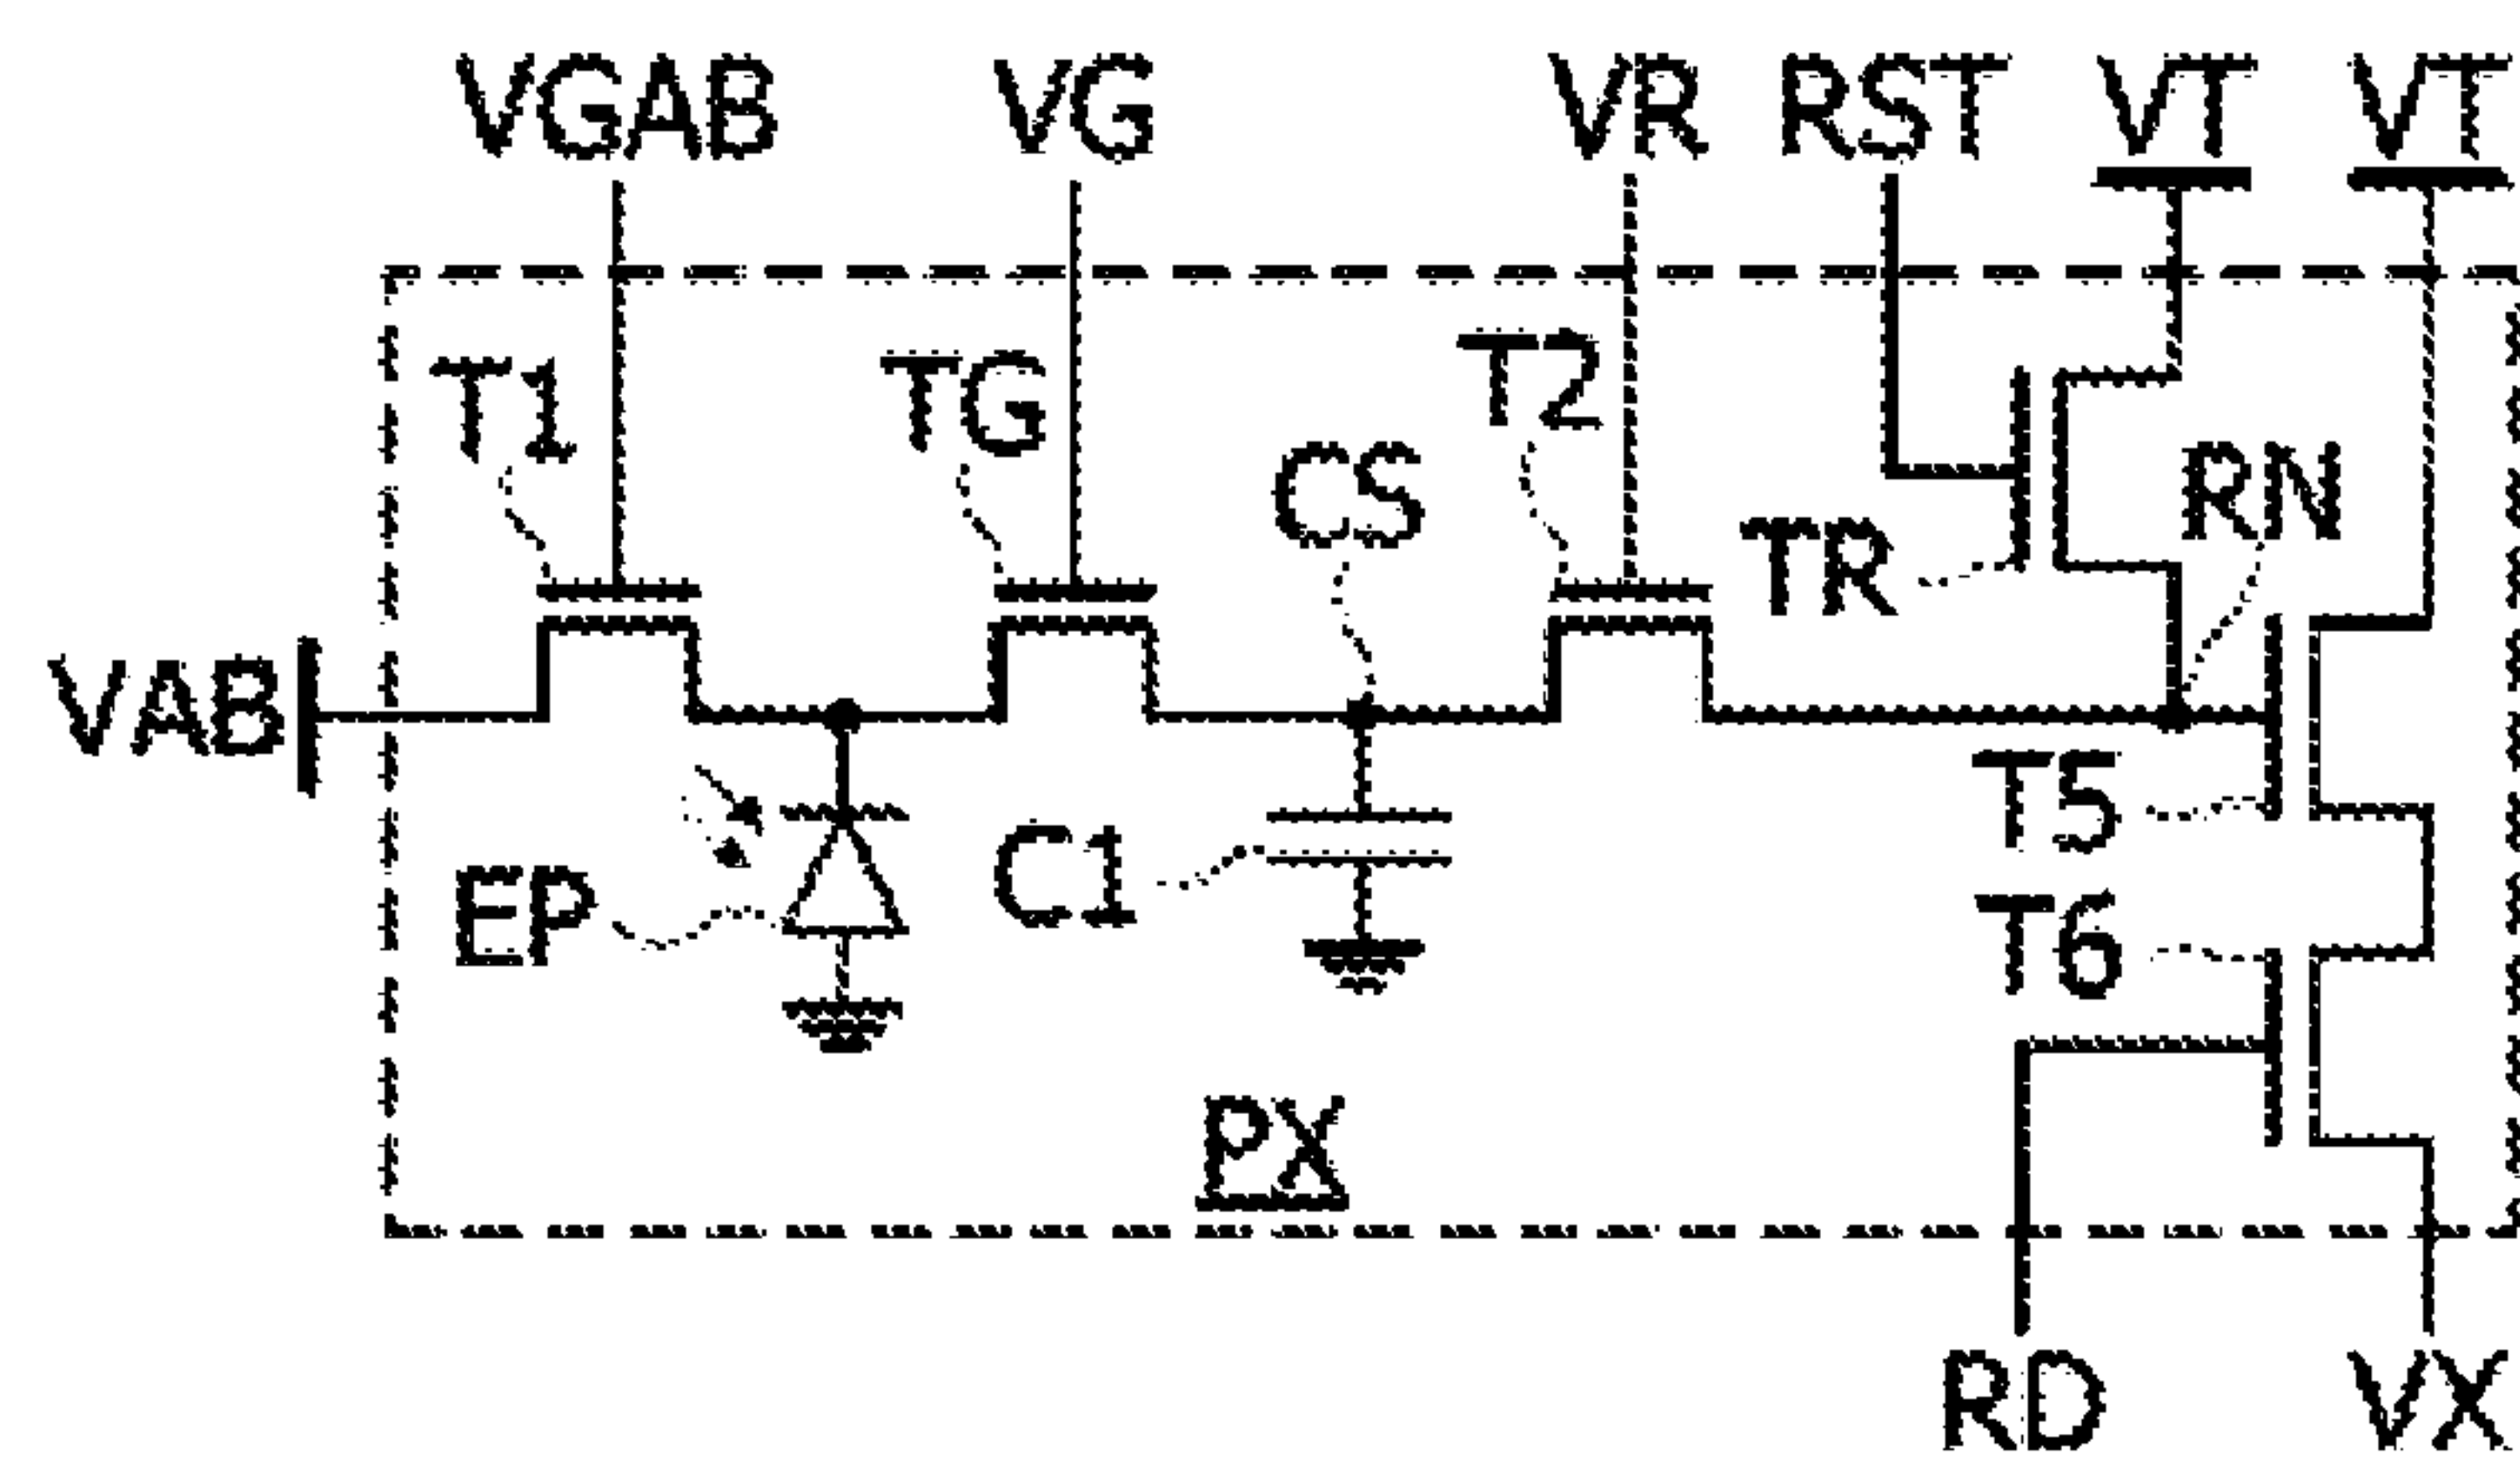 VGAB VG VR RST VT VT
T1 TG T2
CS RN
TR
VAB
T5
EP C1
T6
PX
RD VX